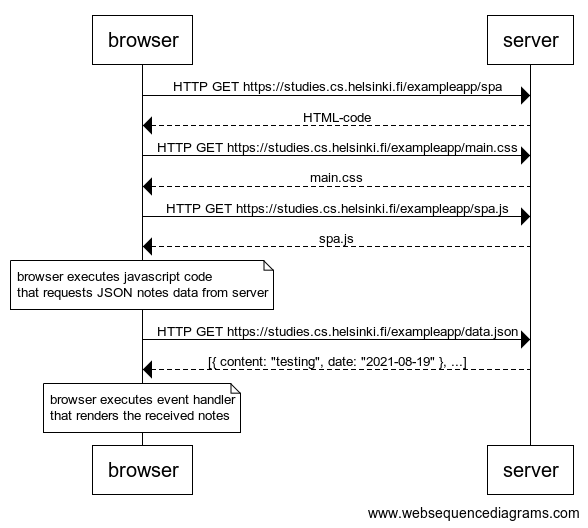 browser
server
HTTP GET https://studies.cs.helsinki.fi/exampleapp/spa
HTML-code
HTTP GET https://studies.cs.helsinki.fi/exampleapp/main.css
main.css
HTTP GET https://studies.cs.helsinki.fi/exampleapp/spa.js
spa.js
browser executes javascript code
that requests JSON notes data from server
HTTP GET https://studies.cs.helsinki.fi/exampleapp/data.json
[{ content: "testing", date: "2021-08-19" }, ...]
browser executes event handler
that renders the received notes
browser
server
www.websequencediagrams.com